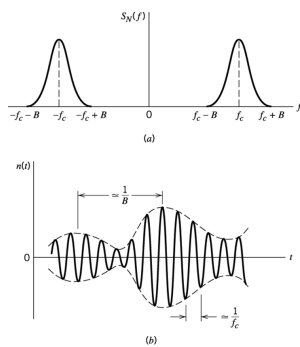 S_N(f)
−f_c − B −f_c −f_c + B 0 f_c − B f_c f_c + B f
(a)
n(t)
≃ 1/B
0 t
≃ 1/f_c
(b)